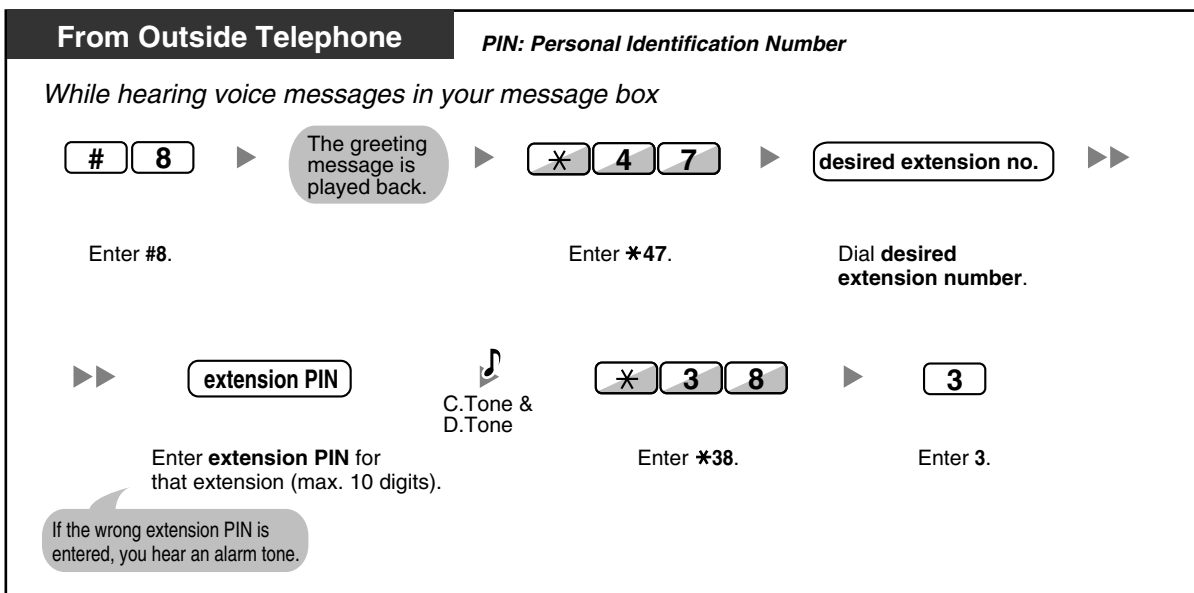 From Outside Telephone
PIN: Personal Identification Number
While hearing voice messages in your message box
# 8
The greeting
message is
played back.
* 4 7
desired extension no.
Enter #8.
Enter *47.
Dial desired
extension number.
extension PIN
C.Tone &
D.Tone
* 3 8
3
Enter extension PIN for
that extension (max. 10 digits).
Enter *38.
Enter 3.
If the wrong extension PIN is
entered, you hear an alarm tone.